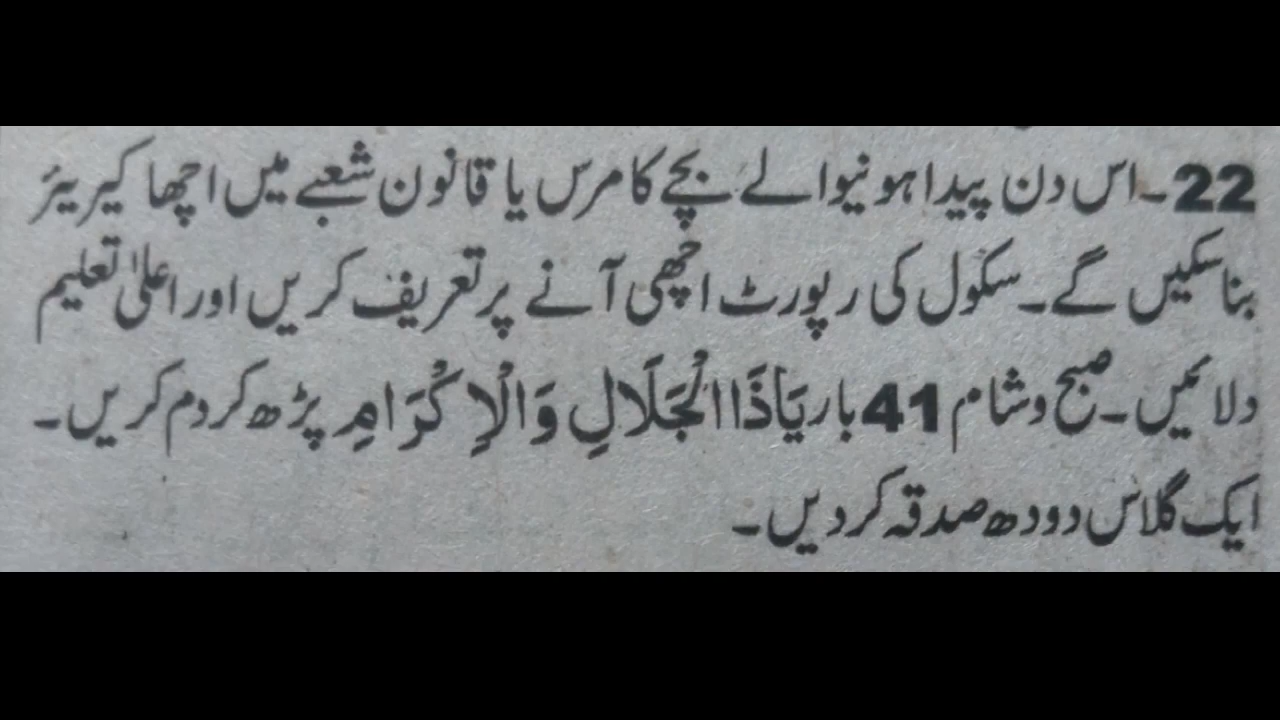 22۔اس دن پیدا ہونیوالے بچے کامرس یا قانون شعبے میں اچھا کیریئر
بنا سکیں گے۔ سکول کی رپورٹ اچھی آنے پر تعریف کریں اور اعلیٰ تعلیم
دلائیں۔ صبح و شام 41 بار یَاذَا الْجَلَالِ وَالْاِکْرَامِ پڑھ کر دم کریں۔
ایک گلاس دودھ صدقہ کر دیں۔